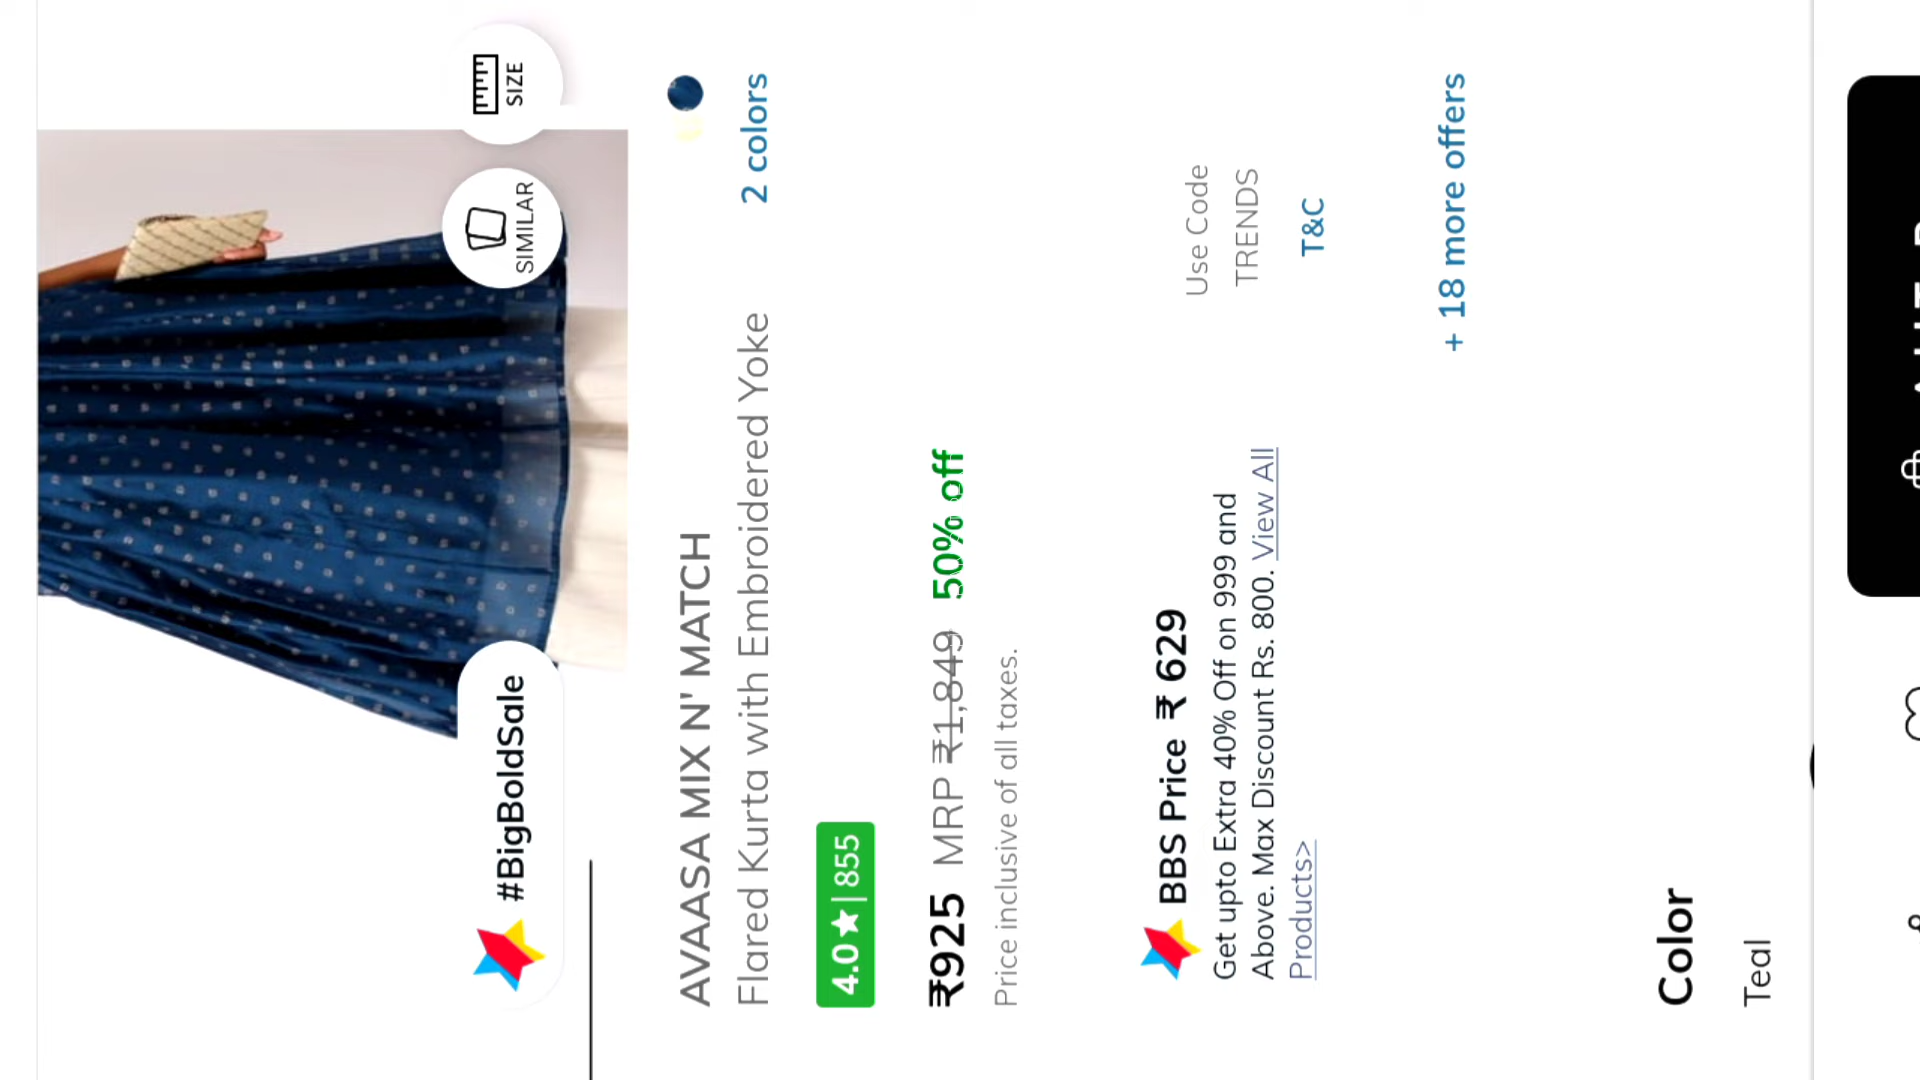 SIZE
SIMILAR
#BigBoldSale
AVAASA MIX N' MATCH
Flared Kurta with Embroidered Yoke
2 colors
4.0★|855
₹925 MRP ₹1,849 50% off
Price inclusive of all taxes.
BBS Price ₹ 629
Get upto Extra 40% Off on 999 and
Above. Max Discount Rs. 800. View All
Products>
Use Code
TRENDS
T&C
+ 18 more offers
Color
Teal